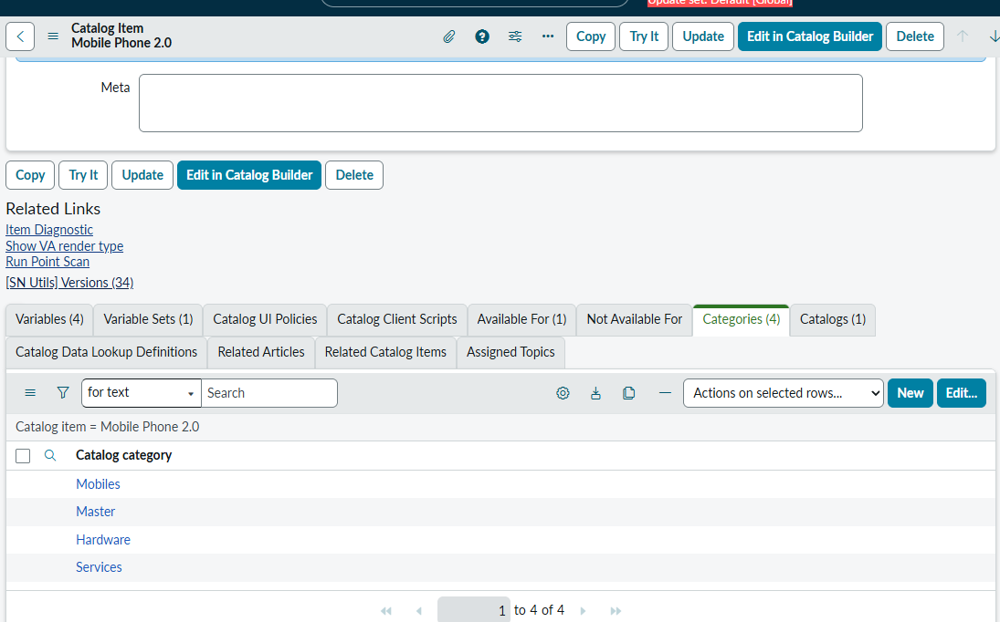 Update set: Default [Global]
Catalog Item
Mobile Phone 2.0
Copy Try It Update Edit in Catalog Builder Delete
Meta
Copy Try It Update Edit in Catalog Builder Delete
Related Links
Item Diagnostic
Show VA render type
Run Point Scan
[SN Utils] Versions (34)
Variables (4) Variable Sets (1) Catalog UI Policies Catalog Client Scripts Available For (1) Not Available For Categories (4) Catalogs (1)
Catalog Data Lookup Definitions Related Articles Related Catalog Items Assigned Topics
for text Search Actions on selected rows... New Edit...
Catalog item = Mobile Phone 2.0
Catalog category
Mobiles
Master
Hardware
Services
1 to 4 of 4